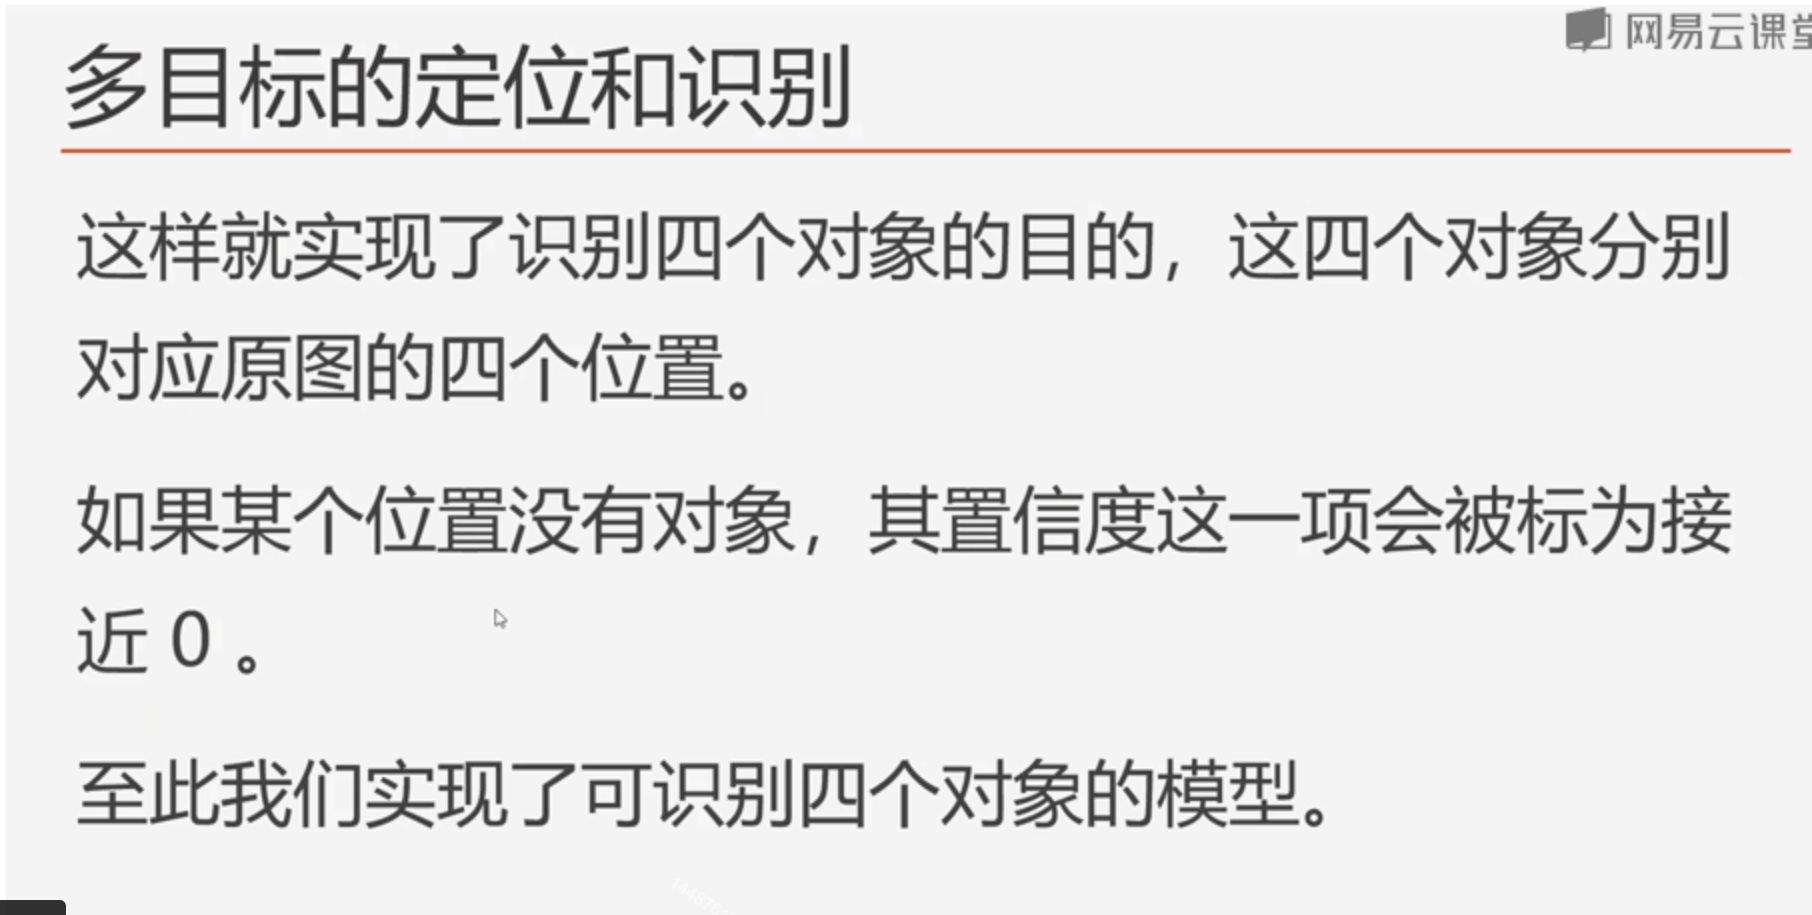 网易云课堂
多目标的定位和识别
这样就实现了识别四个对象的目的，这四个对象分别
对应原图的四个位置。
如果某个位置没有对象，其置信度这一项会被标为接
近 0 。
至此我们实现了可识别四个对象的模型。